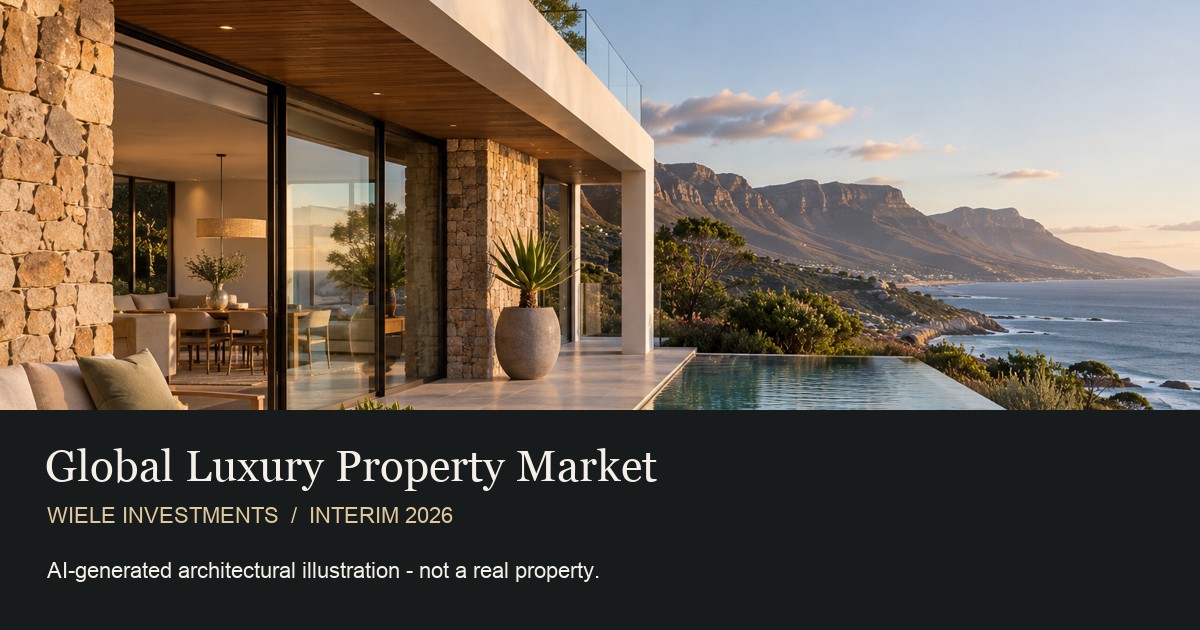 Global Luxury Property Market
WIELE INVESTMENTS / INTERIM 2026
AI-generated architectural illustration - not a real property.